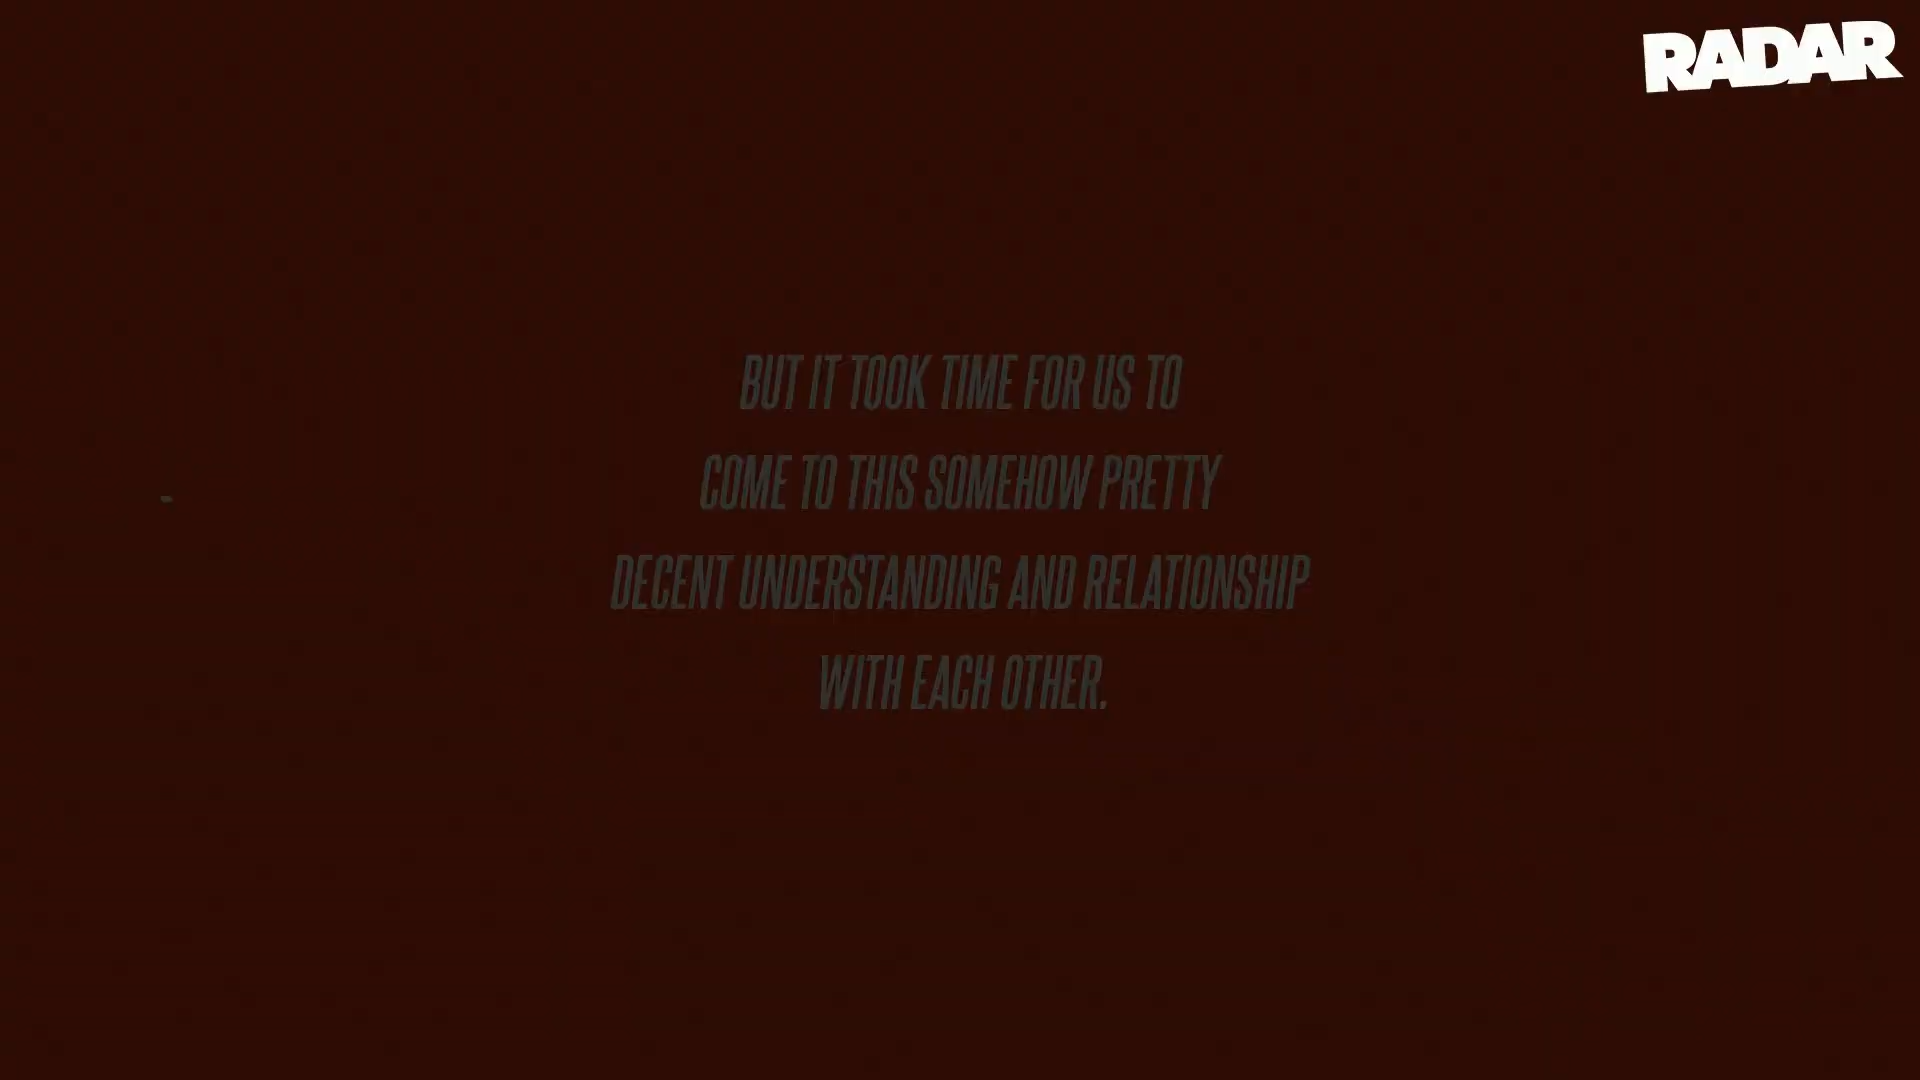 RADAR
BUT IT TOOK TIME FOR US TO
COME TO THIS SOMEHOW PRETTY
DECENT UNDERSTANDING AND RELATIONSHIP
WITH EACH OTHER.